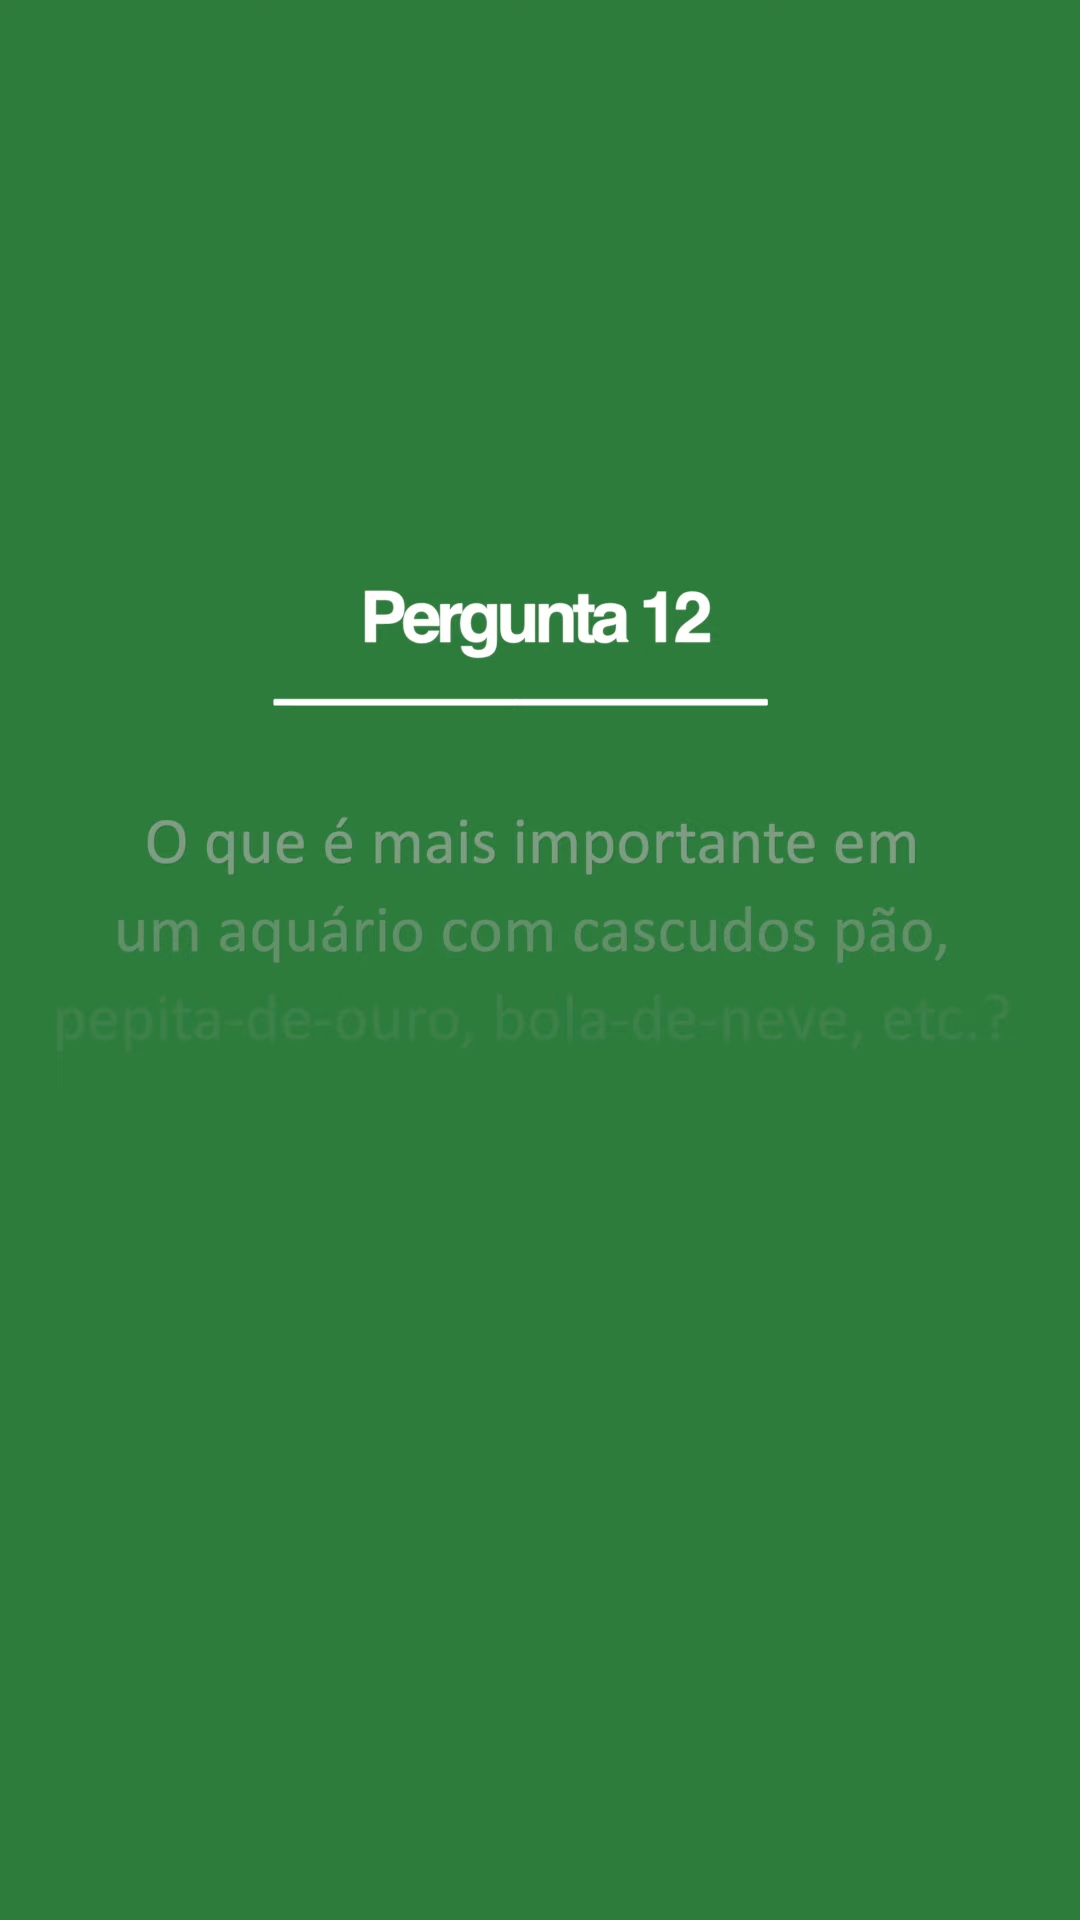 Pergunta 12
O que é mais importante em
um aquário com cascudos pão,
pepita-de-ouro, bola-de-neve, etc.?